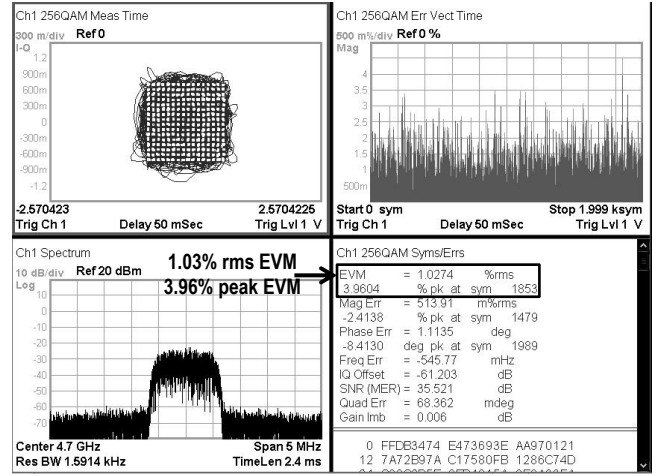 Ch1 256QAM Meas Time
300 m/div Ref 0
I-Q
1.2
900m
600m
300m
0
-300m
-600m
-900m
-1.2
-2.570423 2.5704225
Trig Ch 1 Delay 50 mSec Trig Lvl 1 V
Ch1 256QAM Err Vect Time
500 m%/div Ref 0 %
Mag
4
3.5
3
2.5
2
1.5
1
500m
Start 0 sym Stop 1.999 ksym
Trig Ch 1 Delay 50 mSec Trig Lvl 1 V
Ch1 Spectrum
10 dB/div Ref 20 dBm
Log
10
0
-10
-20
-30
-40
-50
-60
-70
Center 4.7 GHz Span 5 MHz
Res BW 1.5914 kHz TimeLen 2.4 ms
1.03% rms EVM
3.96% peak EVM
Ch1 256QAM Syms/Errs
EVM = 1.0274 %rms
3.9604 % pk at sym 1853
Mag Err = 513.91 m%rms
-2.4138 % pk at sym 1479
Phase Err = 1.1135 deg
-8.4130 deg pk at sym 1989
Freq Err = -545.77 mHz
IQ Offset = -61.203 dB
SNR (MER) = 35.521 dB
Quad Err = 68.362 mdeg
Gain Imb = 0.006 dB
0 FFDB3474 E473693E AA970121
12 7A72B97A C17580FB 1286C74D